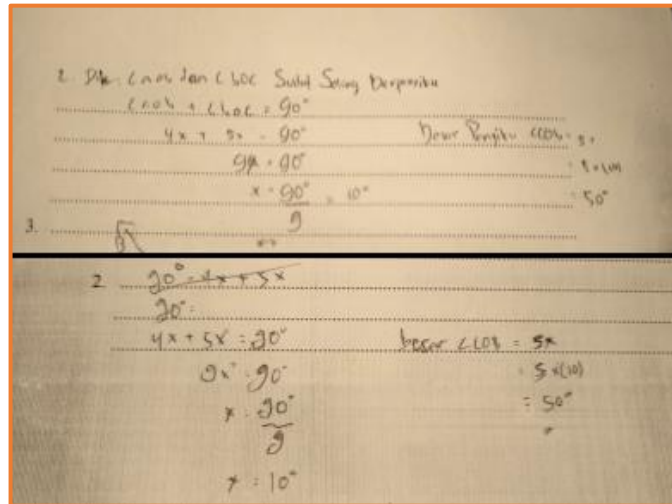 2. Dik: ∠AOB dan ∠BOC Sudut Saling Berpenyiku
∠AOB + ∠BOC = 90°
4x + 5x = 90°
9x = 90°
x = 90° / 9 = 10°
Besar ∠COB = 5x
= 5 x (10)
= 50°
3.
B
2. 90° = 4x + 5x
90° =
4x + 5x = 90°
9x = 90°
x = 90° / 9
x = 10°
besar ∠COB = 5x
= 5 x (10)
= 50°